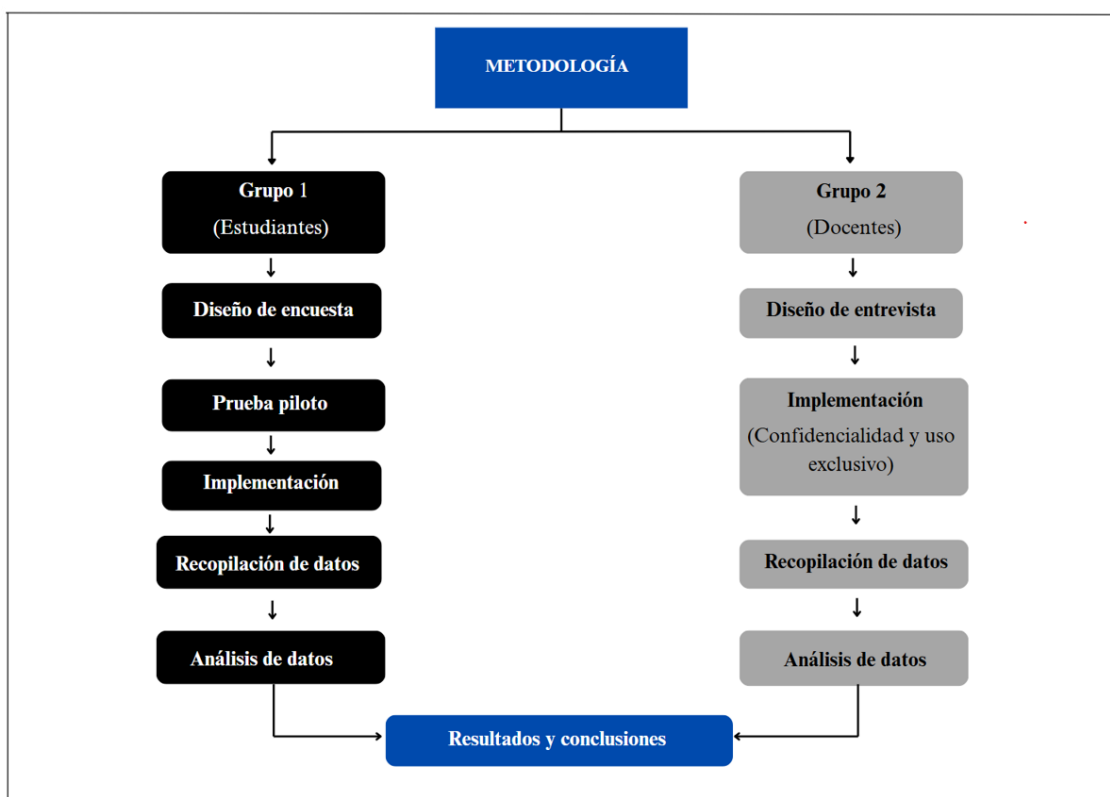 METODOLOGÍA
Grupo 1
(Estudiantes)
Diseño de encuesta
Prueba piloto
Implementación
Recopilación de datos
Análisis de datos
Grupo 2
(Docentes)
Diseño de entrevista
Implementación
(Confidencialidad y uso
exclusivo)
Recopilación de datos
Análisis de datos
Resultados y conclusiones